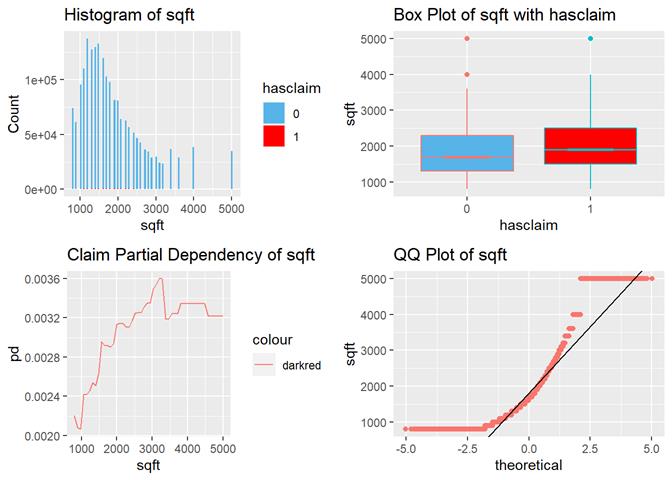 Histogram of sqft
Count
1e+05
5e+04
0e+00
1000 2000 3000 4000 5000
sqft
hasclaim
0
1
Box Plot of sqft with hasclaim
sqft
5000
4000
3000
2000
1000
0 1
hasclaim
Claim Partial Dependency of sqft
pd
0.0036
0.0032
0.0028
0.0024
0.0020
1000 2000 3000 4000 5000
sqft
colour
darkred
QQ Plot of sqft
sqft
5000
4000
3000
2000
1000
-5.0 -2.5 0.0 2.5 5.0
theoretical